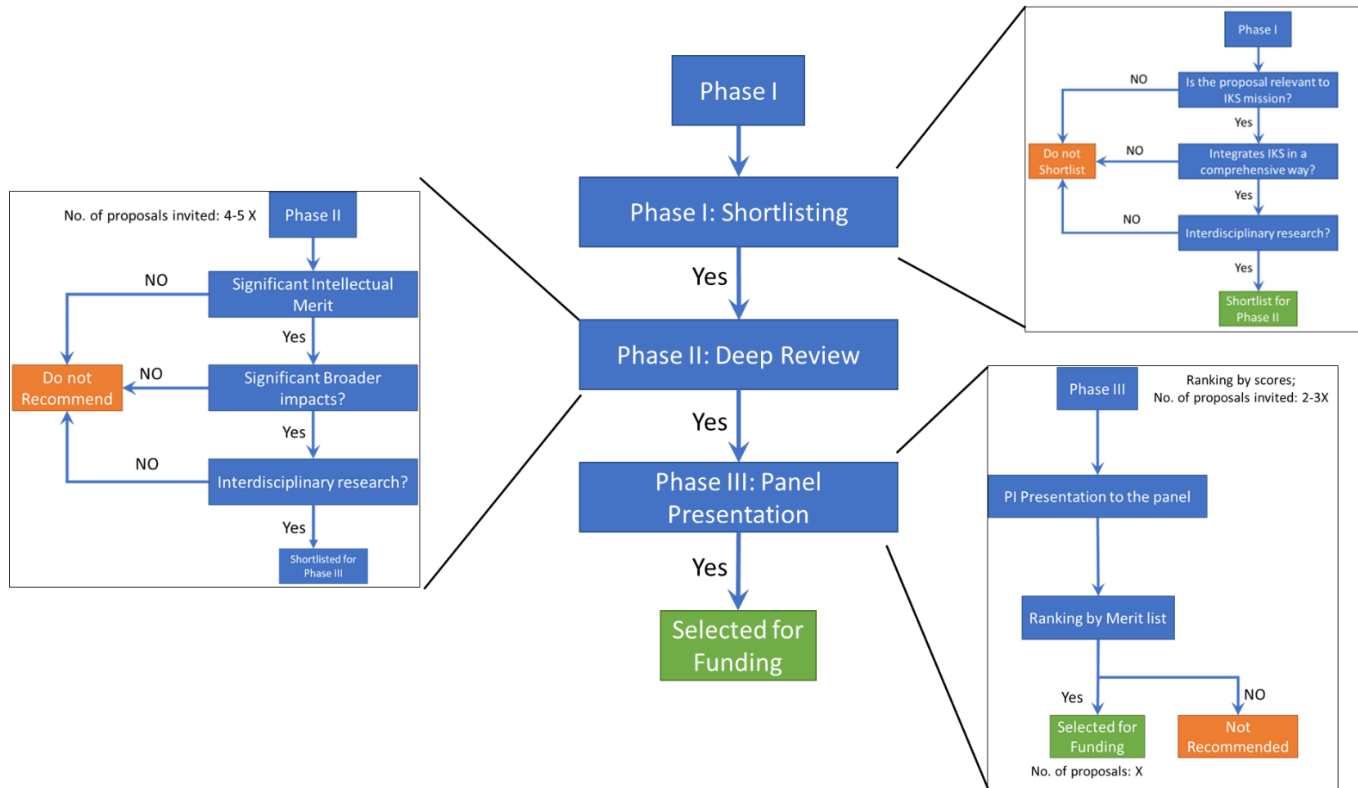 Phase I
Phase I: Shortlisting
Yes
Phase II: Deep Review
Yes
Phase III: Panel
Presentation
Yes
Selected for
Funding
No. of proposals invited: 4-5 X
Phase II
NO
Significant Intellectual
Merit
Yes
Do not
Recommend
NO
Significant Broader
impacts?
Yes
NO
Interdisciplinary research?
Yes
Shortlisted for
Phase III
Phase I
NO
Is the proposal relevant to
IKS mission?
Yes
Do not
Shortlist
NO
Integrates IKS in a
comprehensive way?
Yes
NO
Interdisciplinary research?
Yes
Shortlist for
Phase II
Phase III
Ranking by scores;
No. of proposals invited: 2-3X
PI Presentation to the panel
Ranking by Merit list
Yes
NO
Selected for
Funding
Not
Recommended
No. of proposals: X